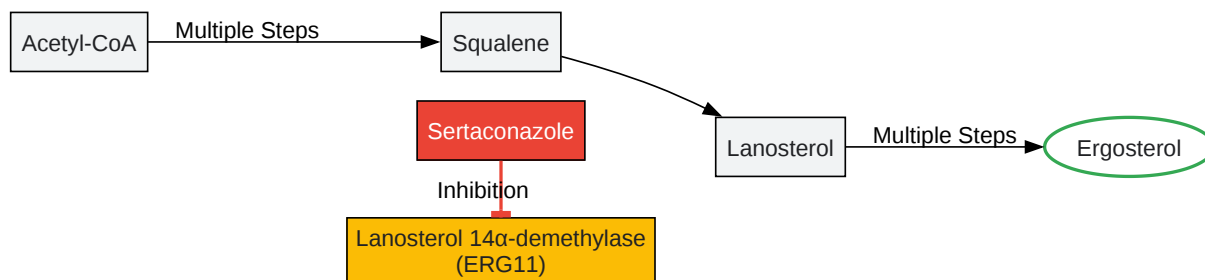 Acetyl-CoA
Multiple Steps
Squalene
Sertaconazole
Lanosterol
Multiple Steps
Ergosterol
Inhibition
Lanosterol 14α-demethylase
(ERG11)